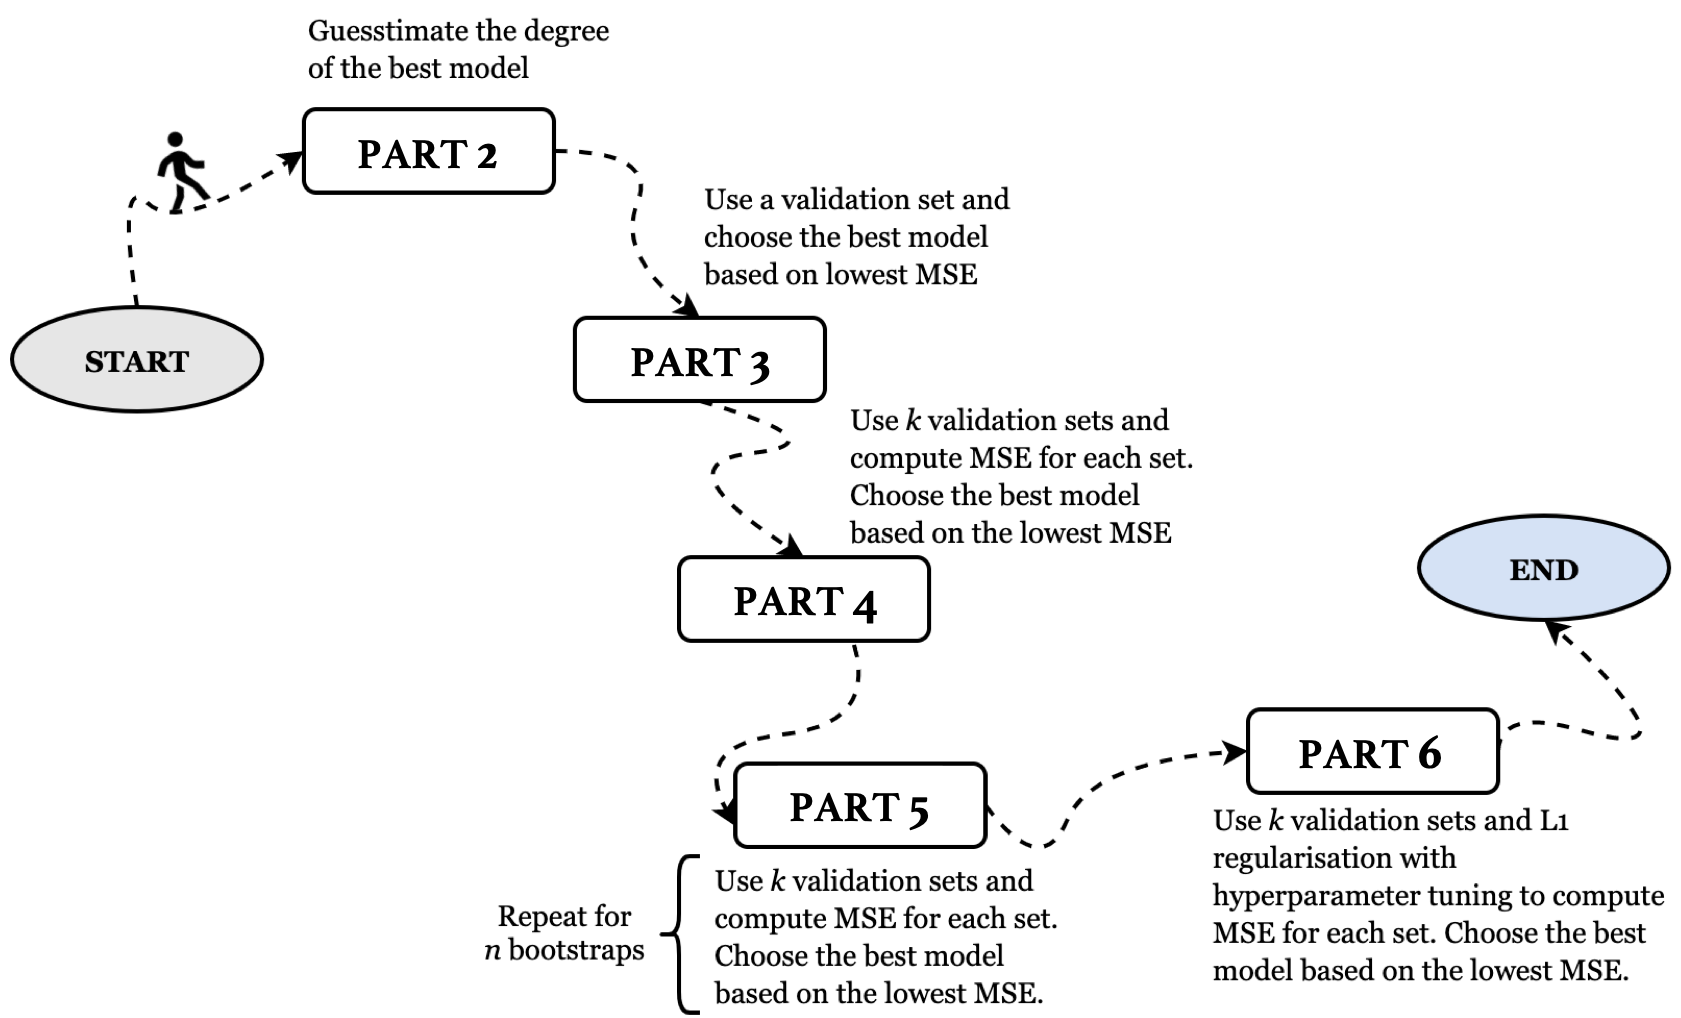 Guesstimate the degree
of the best model
PART 2
Use a validation set and
choose the best model
based on lowest MSE
START
PART 3
Use k validation sets and
compute MSE for each set.
Choose the best model
based on the lowest MSE
PART 4
END
PART 5
Repeat for
n bootstraps
Use k validation sets and
compute MSE for each set.
Choose the best model
based on the lowest MSE.
PART 6
Use k validation sets and L1
regularisation with
hyperparameter tuning to compute
MSE for each set. Choose the best
model based on the lowest MSE.